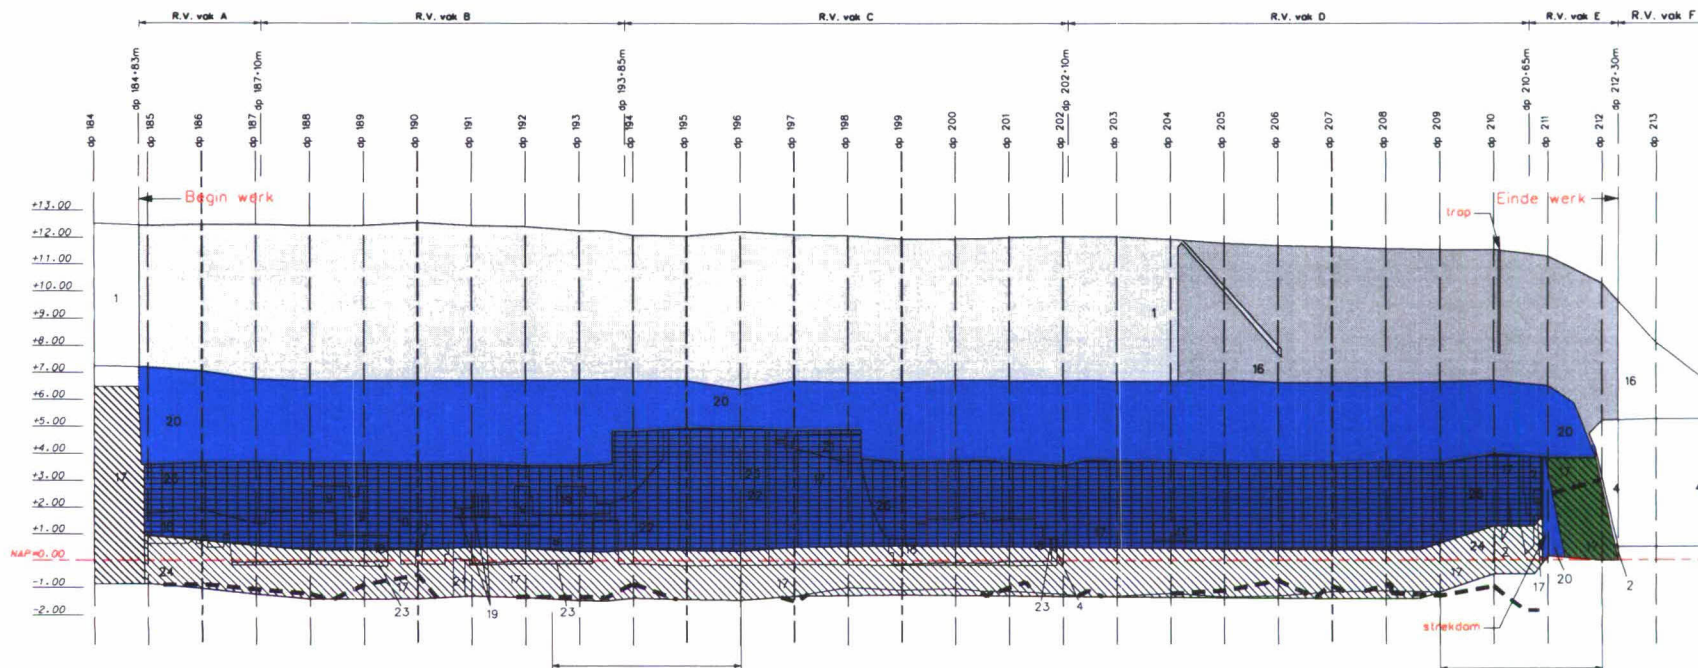 R.V. vak A
R.V. vak B
R.V. vak C
R.V. vak D
R.V. vak E
R.V. vak F
dp 184+83m
dp 187+10m
dp 193+85m
dp 202+10m
dp 210+65m
dp 212+30m
dp 184
dp 185
dp 186
dp 187
dp 188
dp 189
dp 190
dp 191
dp 192
dp 193
dp 194
dp 195
dp 196
dp 197
dp 198
dp 199
dp 200
dp 201
dp 202
dp 203
dp 204
dp 205
dp 206
dp 207
dp 208
dp 209
dp 210
dp 211
dp 212
dp 213
Begin werk
Einde werk
trap
+13.00
+12.00
+11.00
+10.00
+9.00
+8.00
+7.00
+6.00
+5.00
+4.00
+3.00
+2.00
+1.00
NAP=0.00
-1.00
-2.00
1
1
16
16
20
20
20
17
4
24
17
21
17
17
24
17
17
23
19
23
23
4
20
2
strekdam